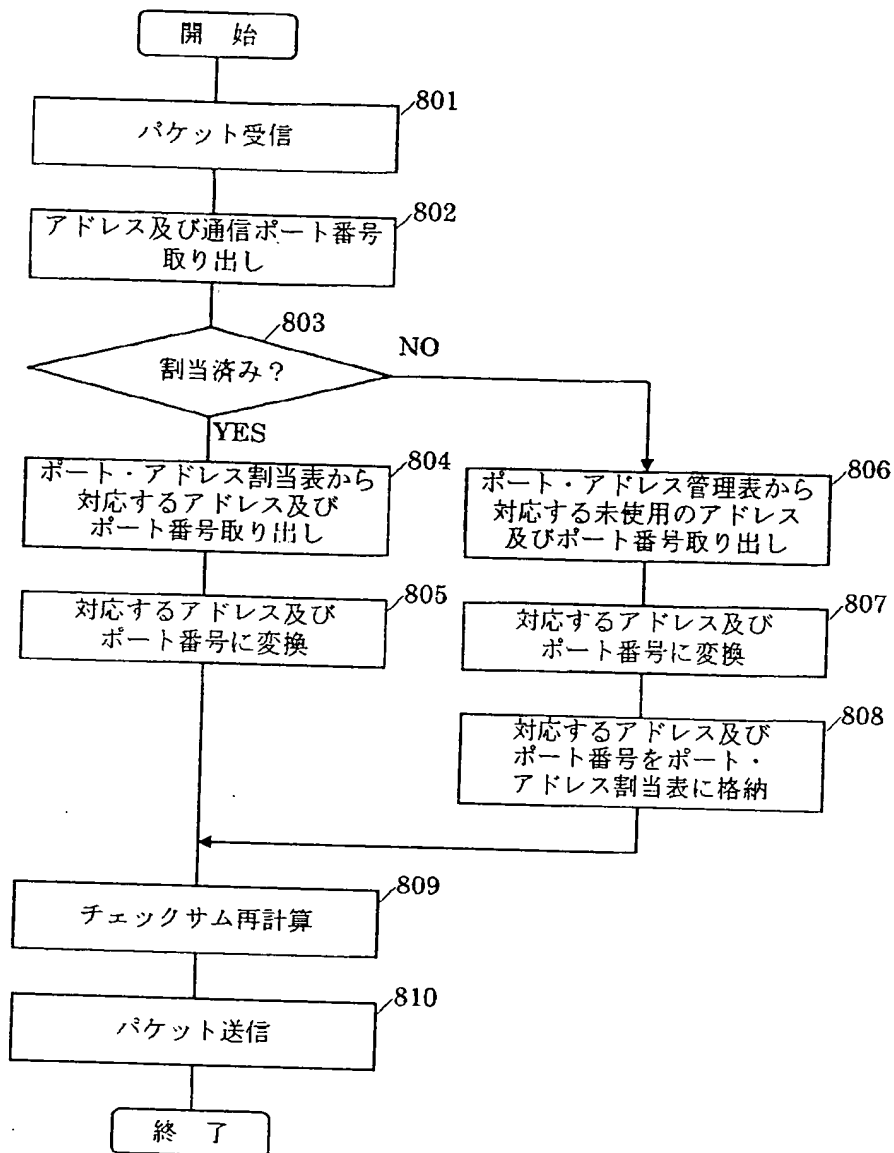 開 始
801
パケット受信
802
アドレス及び通信ポート番号
取り出し
803
割当済み？
NO
YES
804
ポート・アドレス割当表から
対応するアドレス及び
ポート番号取り出し
805
対応するアドレス及び
ポート番号に変換
806
ポート・アドレス管理表から
対応する未使用のアドレス
及びポート番号取り出し
807
対応するアドレス及び
ポート番号に変換
808
対応するアドレス及び
ポート番号をポート・
アドレス割当表に格納
809
チェックサム再計算
810
パケット送信
終 了